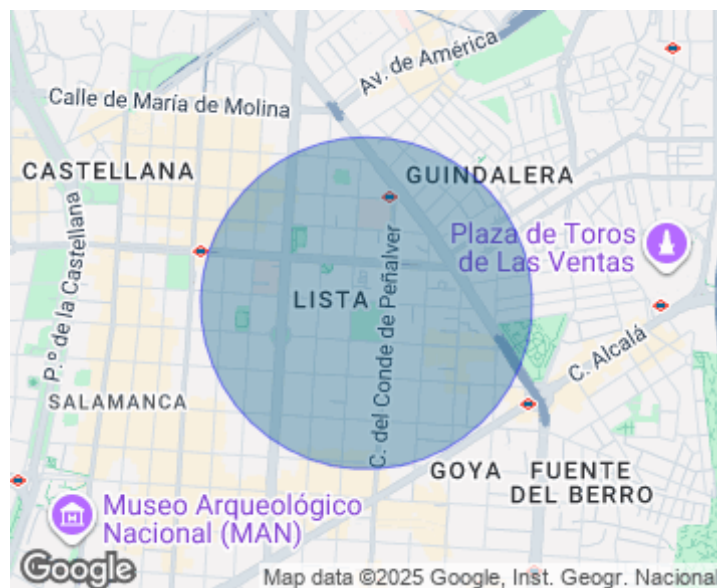 Av. de América
Calle de María de Molina
CASTELLANA
GUINDALERA
Plaza de Toros
de Las Ventas
P.º de la Castellana
LISTA
C. del Conde de Peñalver
C. Alcalá
SALAMANCA
GOYA
FUENTE
DEL BERRO
Museo Arqueológico
Nacional (MAN)
Google
Map data ©2025 Google, Inst. Geogr. Nacional